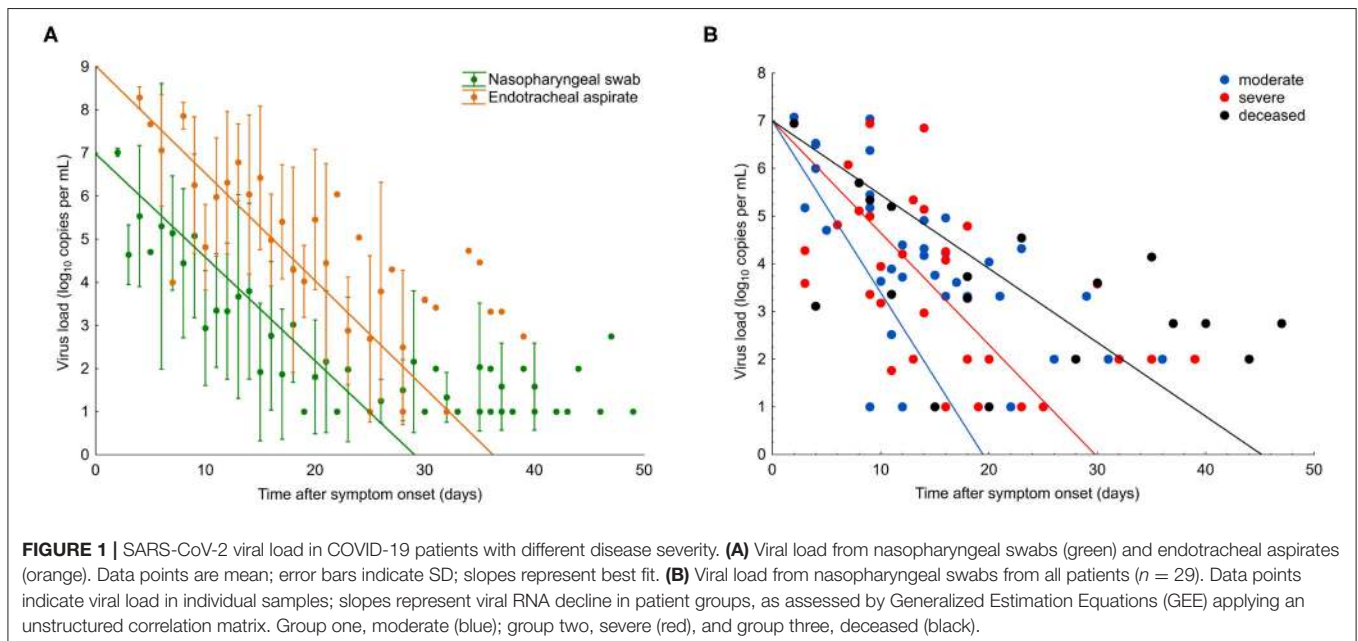 A
B
Virus load (log₁₀ copies per mL)
9
8
7
6
5
4
3
2
1
0
0 10 20 30 40 50
Time after symptom onset (days)
Nasopharyngeal swab
Endotracheal aspirate
Virus load (log₁₀ copies per mL)
8
7
6
5
4
3
2
1
0
0 10 20 30 40 50
Time after symptom onset (days)
moderate
severe
deceased
FIGURE 1 | SARS-CoV-2 viral load in COVID-19 patients with different disease severity. (A) Viral load from nasopharyngeal swabs (green) and endotracheal aspirates
(orange). Data points are mean; error bars indicate SD; slopes represent best fit. (B) Viral load from nasopharyngeal swabs from all patients (n = 29). Data points
indicate viral load in individual samples; slopes represent viral RNA decline in patient groups, as assessed by Generalized Estimation Equations (GEE) applying an
unstructured correlation matrix. Group one, moderate (blue); group two, severe (red), and group three, deceased (black).